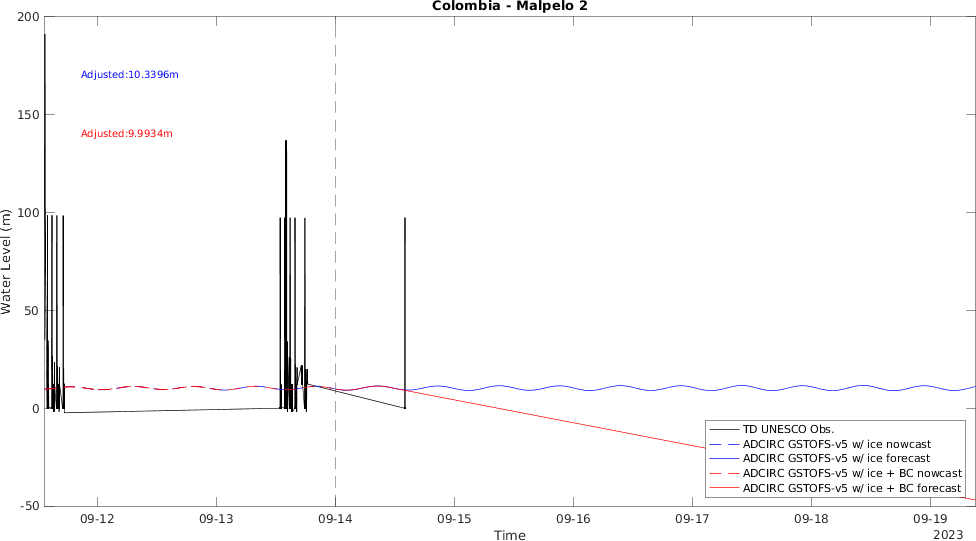 Colombia - Malpelo 2
200
150
100
50
0
-50
Water Level (m)
Adjusted:10.3396m
Adjusted:9.9934m
TD UNESCO Obs.
ADCIRC GSTOFS-v5 w/ ice nowcast
ADCIRC GSTOFS-v5 w/ ice forecast
ADCIRC GSTOFS-v5 w/ ice + BC nowcast
ADCIRC GSTOFS-v5 w/ ice + BC forecast
09-12 09-13 09-14 09-15 09-16 09-17 09-18 09-19
Time
2023